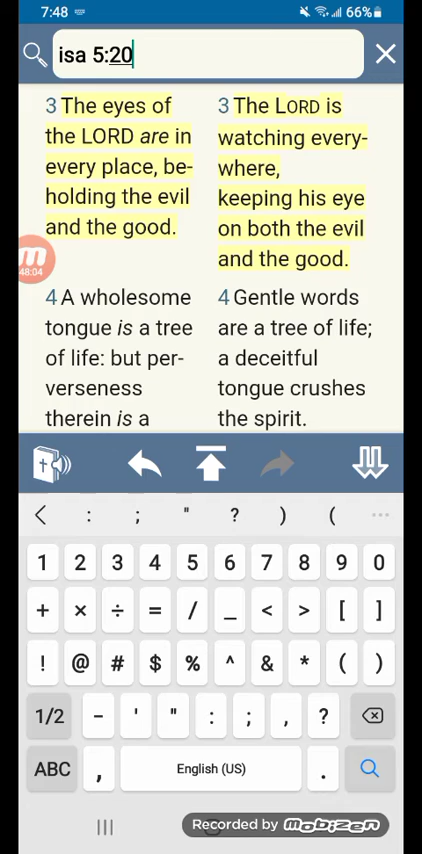 7:48
66%
isa 5:20
3 The eyes of
the LORD are in
every place, be-
holding the evil
and the good.
4 A wholesome
tongue is a tree
of life: but per-
verseness
therein is a
3 The LORD is
watching every-
where,
keeping his eye
on both the evil
and the good.
4 Gentle words
are a tree of life;
a deceitful
tongue crushes
the spirit.
m
48:04
: ; " ? ) ( ...
1 2 3 4 5 6 7 8 9 0
+ × ÷ = / _ < > [ ]
! @ # $ % ^ & * ( )
1/2 - ' " : ; , ?
ABC , English (US) .
Recorded by mobizen